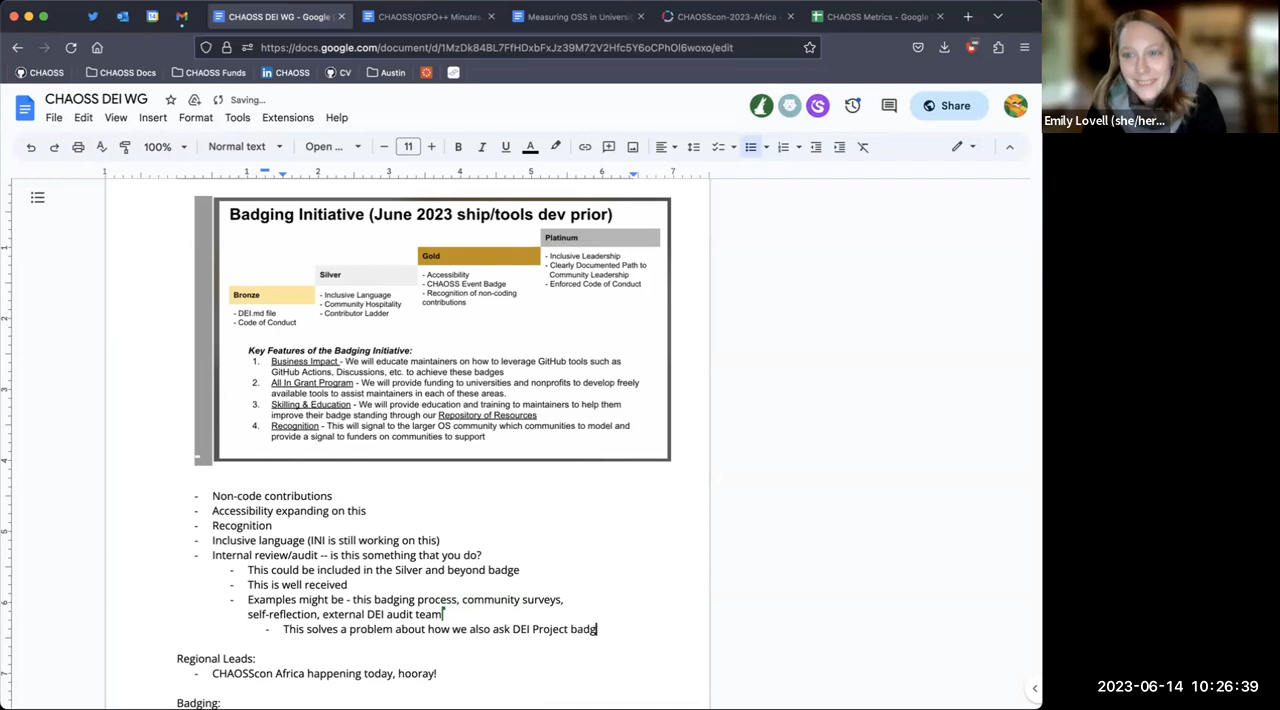 CHAOSS DEI WG - Google
CHAOSS/OSPO++ Minutes
Measuring OSS in Universi
CHAOSScon-2023-Africa
CHAOSS Metrics - Google
https://docs.google.com/document/d/1MzDk84BL7FfHDxbFxJz39M72V2Hfc5Y6oCPhOl6woxo/edit
CHAOSS
CHAOSS Docs
CHAOSS Funds
CHAOSS
CV
Austin
CHAOSS DEI WG
Saving...
File Edit View Insert Format Tools Extensions Help
Share
100%
Normal text
Open ...
11
1 1 2 3 4 5 6 7
Badging Initiative (June 2023 ship/tools dev prior)
Bronze
- DEI.md file
- Code of Conduct
Silver
- Inclusive Language
- Community Hospitality
- Contributor Ladder
Gold
- Accessibility
- CHAOSS Event Badge
- Recognition of non-coding
contributions
Platinum
- Inclusive Leadership
- Clearly Documented Path to
Community Leadership
- Enforced Code of Conduct
Key Features of the Badging Initiative:
1. Business Impact - We will educate maintainers on how to leverage GitHub tools such as
GitHub Actions, Discussions, etc. to achieve these badges
2. All In Grant Program - We will provide funding to universities and nonprofits to develop freely
available tools to assist maintainers in each of these areas.
3. Skilling & Education - We will provide education and training to maintainers to help them
improve their badge standing through our Repository of Resources
4. Recognition - This will signal to the larger OS community which communities to model and
provide a signal to funders on communities to support
- Non-code contributions
- Accessibility expanding on this
- Recognition
- Inclusive language (INI is still working on this)
- Internal review/audit -- is this something that you do?
- This could be included in the Silver and beyond badge
- This is well received
- Examples might be - this badging process, community surveys,
self-reflection, external DEI audit team
- This solves a problem about how we also ask DEI Project badg
Regional Leads:
- CHAOSScon Africa happening today, hooray!
Badging:
Emily Lovell (she/her...
2023-06-14 10:26:39